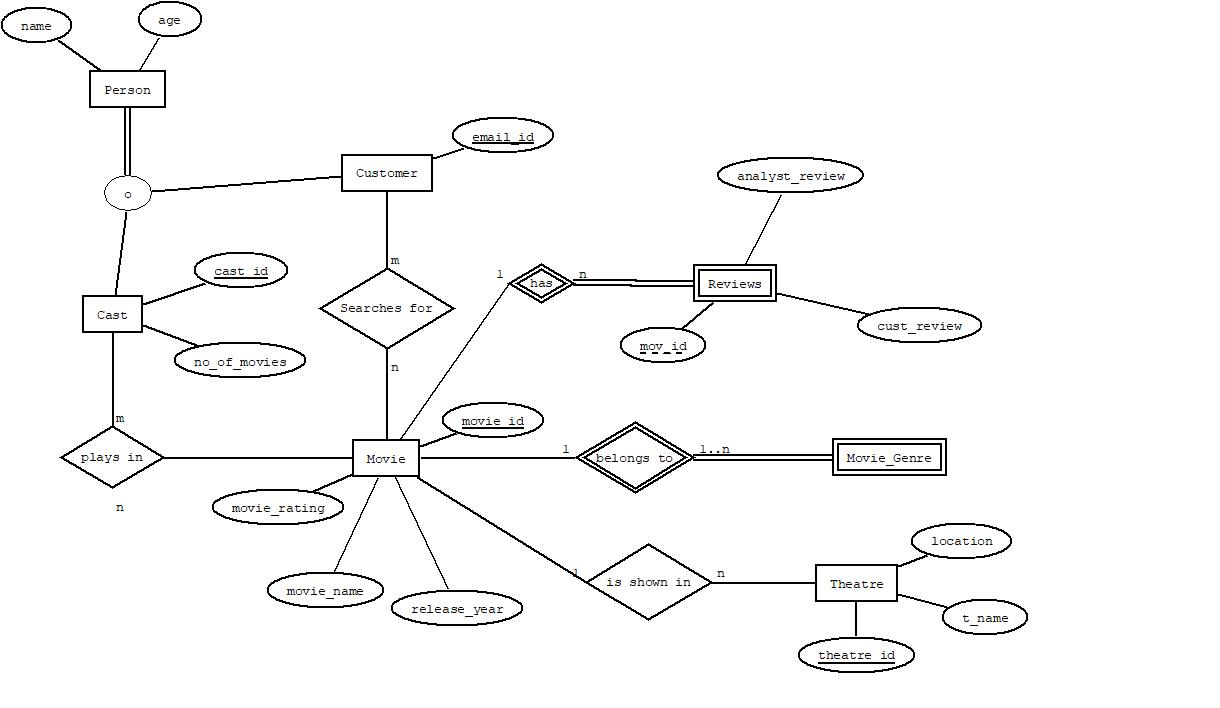 name
age
Person
o
Customer
email_id
analyst_review
cast_id
m
1
has
n
Reviews
Cast
Searches for
cust_review
mov_id
no_of_movies
n
m
movie_id
plays in
Movie
1
belongs to
1..n
Movie_Genre
n
movie_rating
movie_name
release_year
1
is shown in
n
Theatre
location
t_name
theatre_id